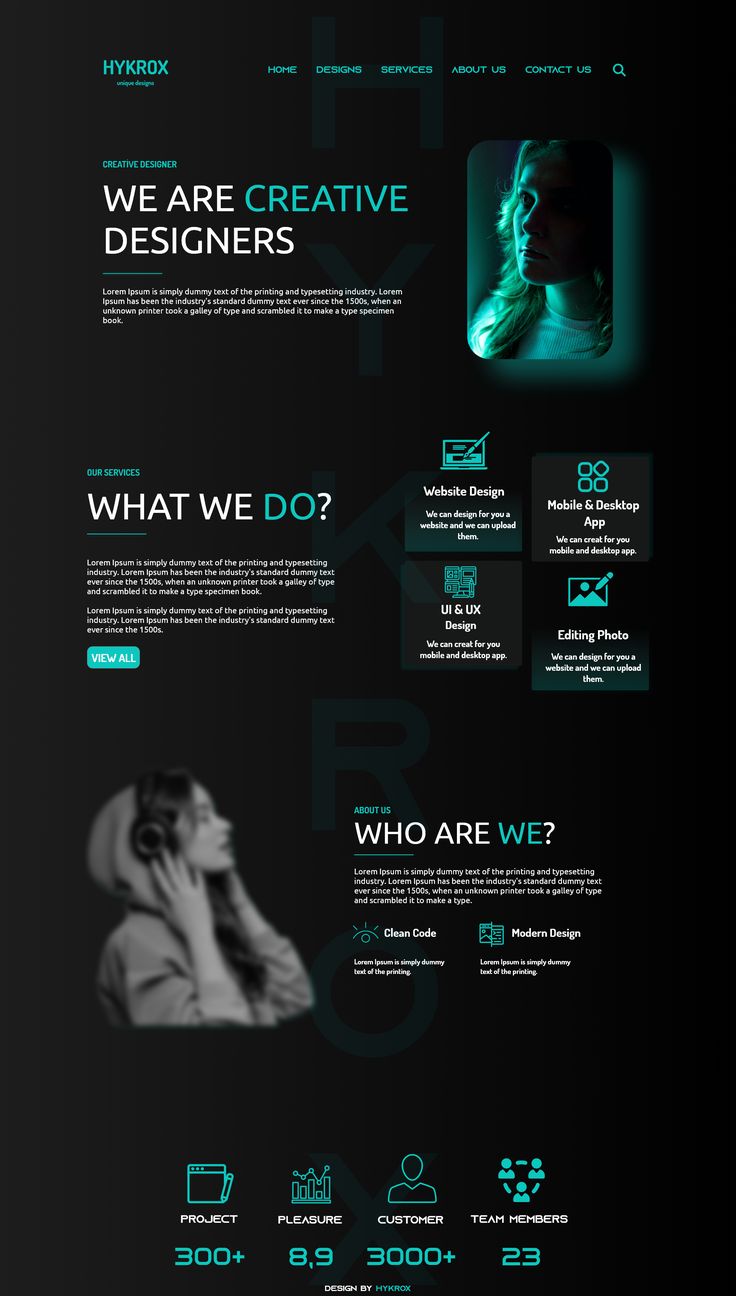 HYKROX
unique designs
HOME
DESIGNS
SERVICES
ABOUT US
CONTACT US
CREATİVE DESIGNER
WE ARE CREATIVE
DESIGNERS
Lorem Ipsum is simply dummy text of the printing and typesetting industry. Lorem
Ipsum has been the industry's standard dummy text ever since the 1500s, when an
unknown printer took a galley of type and scrambled it to make a type specimen
book.
OUR SERVICES
WHAT WE DO?
Lorem Ipsum is simply dummy text of the printing and typesetting
industry. Lorem Ipsum has been the industry's standard dummy text
ever since the 1500s, when an unknown printer took a galley of type
and scrambled it to make a type specimen book.
Lorem Ipsum is simply dummy text of the printing and typesetting
industry. Lorem Ipsum has been the industry's standard dummy text
ever since the 1500s.
VIEW ALL
Website Design
We can design for you a
website and we can upload
them.
Mobile & Desktop
App
We can creat for you
mobile and desktop app.
UI & UX
Design
We can creat for you
mobile and desktop app.
Editing Photo
We can design for you a
website and we can upload
them.
ABOUT US
WHO ARE WE?
Lorem Ipsum is simply dummy text of the printing and typesetting
industry. Lorem Ipsum has been the industry's standard dummy text
ever since the 1500s, when an unknown printer took a galley of type
and scrambled it to make a type.
Clean Code
Lorem Ipsum is simply dummy
text of the printing.
Modern Design
Lorem Ipsum is simply dummy
text of the printing.
PROJECT
PLEASURE
CUSTOMER
TEAM MEMBERS
300+
8,9
3000+
23
DESIGN BY HYKROX
H
Y
K
R
O
X